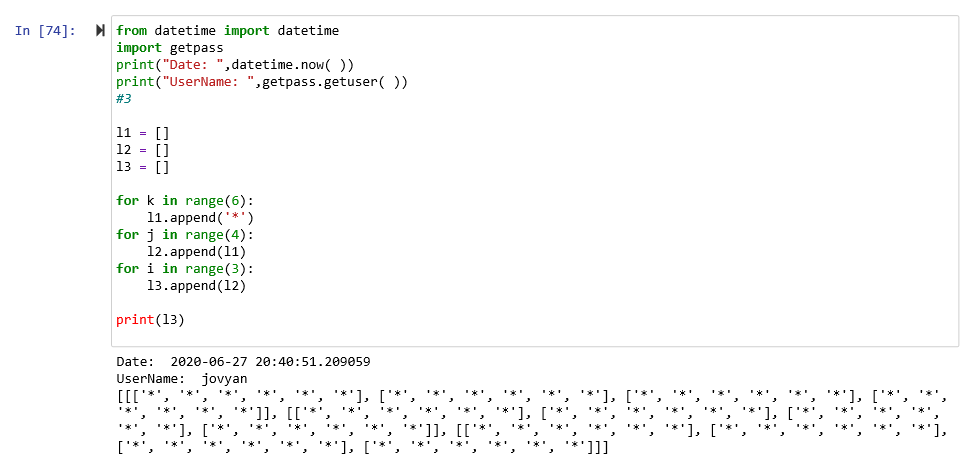 In [74]:
from datetime import datetime
import getpass
print("Date: ",datetime.now( ))
print("UserName: ",getpass.getuser( ))
#3
l1 = []
l2 = []
l3 = []
for k in range(6):
    l1.append('*')
for j in range(4):
    l2.append(l1)
for i in range(3):
    l3.append(l2)
print(l3)
Date:  2020-06-27 20:40:51.209059
UserName:  jovyan
[[['*', '*', '*', '*', '*', '*'], ['*', '*', '*', '*', '*', '*'], ['*', '*', '*', '*', '*', '*'], ['*', '*',
'*', '*', '*', '*']], [['*', '*', '*', '*', '*', '*'], ['*', '*', '*', '*', '*', '*'], ['*', '*', '*', '*',
'*', '*'], ['*', '*', '*', '*', '*', '*']], [['*', '*', '*', '*', '*', '*'], ['*', '*', '*', '*', '*', '*'],
['*', '*', '*', '*', '*', '*'], ['*', '*', '*', '*', '*', '*']]]